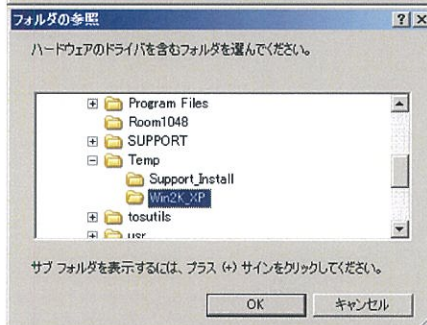 フォルダの参照
ハードウェアのドライバを含むフォルダを選んでください。
Program Files
Room1048
SUPPORT
Temp
Support_Install
Win2K_XP
tosutils
usr
サブ フォルダを表示するには、プラス (+) サインをクリックしてください。
OK
キャンセル